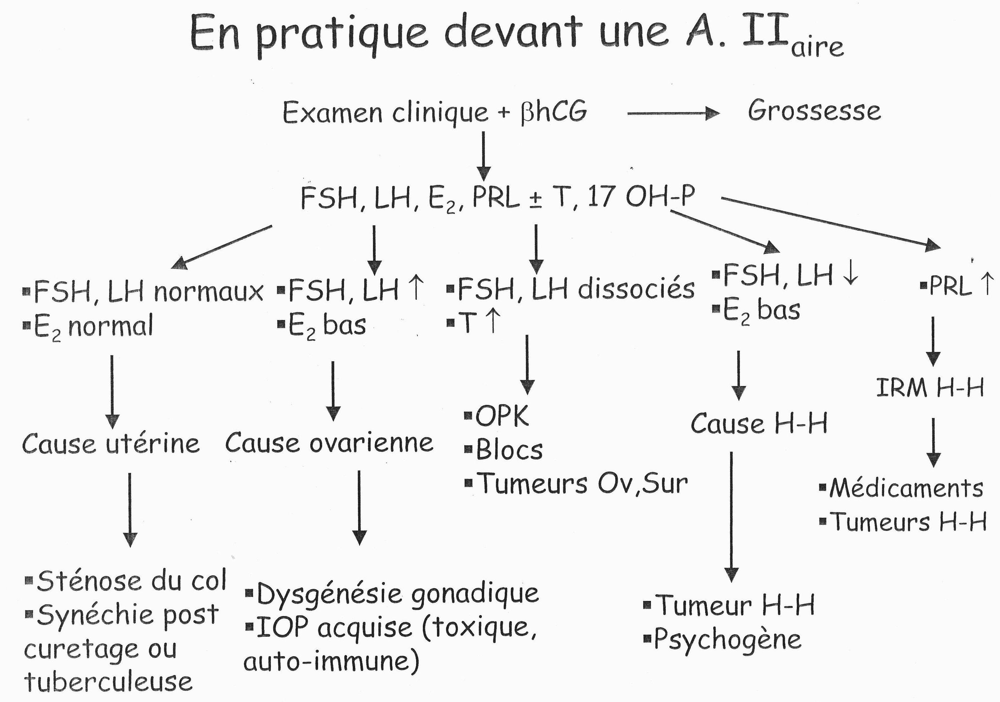 En pratique devant une A. IIaire
Examen clinique + βhCG
Grossesse
FSH, LH, E2, PRL ± T, 17 OH-P
▪FSH, LH normaux
▪E2 normal
Cause utérine
▪Sténose du col
▪Synéchie post
curetage ou
tuberculeuse
▪FSH, LH ↑
▪E2 bas
Cause ovarienne
▪Dysgénésie gonadique
▪IOP acquise (toxique,
auto-immune)
▪FSH, LH dissociés
▪T ↑
▪OPK
▪Blocs
▪Tumeurs Ov,Sur
▪FSH, LH ↓
▪E2 bas
Cause H-H
▪Tumeur H-H
▪Psychogène
▪PRL ↑
IRM H-H
▪Médicaments
▪Tumeurs H-H